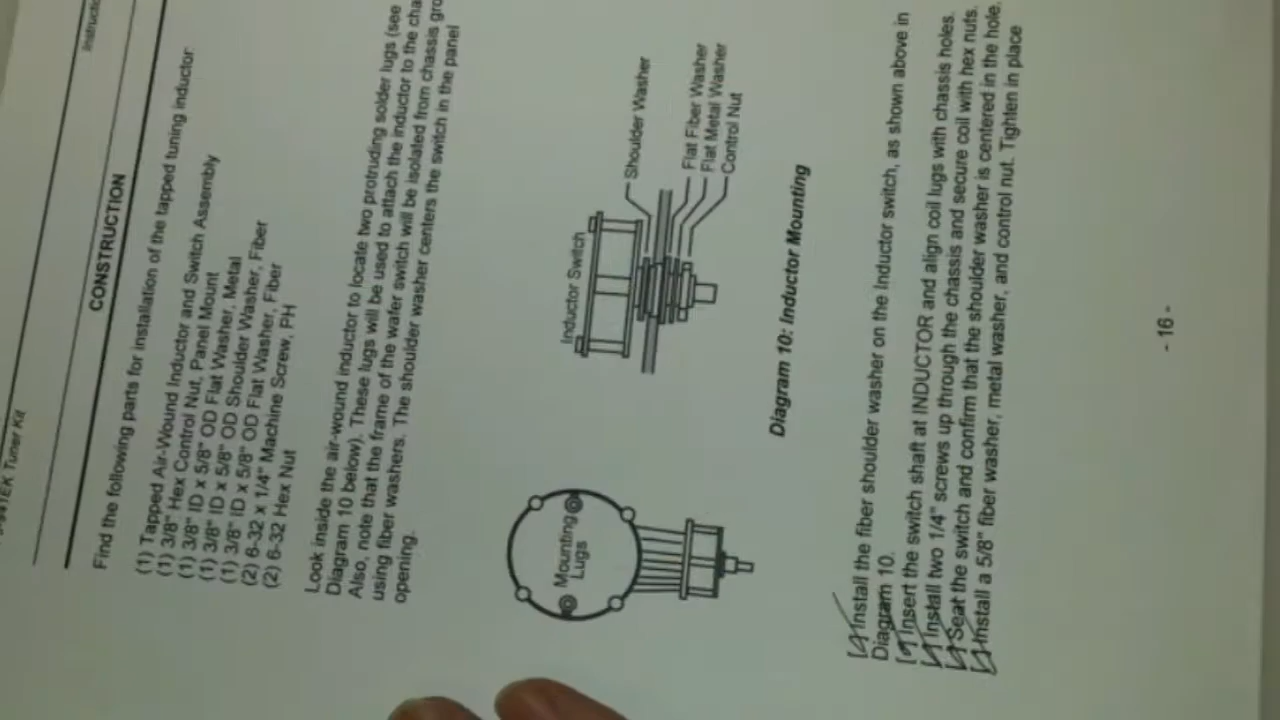 Tuner Kit
CONSTRUCTION
Find the following parts for installation of the tapped tuning inductor:
(1) Tapped Air-Wound Inductor and Switch Assembly
(1) 3/8" Hex Control Nut, Panel Mount
(1) 3/8" ID x 5/8" OD Flat Washer, Metal
(1) 3/8" ID x 5/8" OD Shoulder Washer, Fiber
(1) 3/8" ID x 5/8" OD Flat Washer, Fiber
(2) 6-32 x 1/4" Machine Screw, PH
(2) 6-32 Hex Nut
Look inside the air-wound inductor to locate two protruding solder lugs (see
Diagram 10 below). These lugs will be used to attach the inductor to the
Also, note that the frame of the wafer switch will be isolated from chassis
using fiber washers. The shoulder washer centers the switch in the panel
opening.
Mounting
Lugs
Inductor Switch
Shoulder Washer
Flat Fiber Washer
Flat Metal Washer
Control Nut
Diagram 10: Inductor Mounting
Install the fiber shoulder washer on the Inductor switch, as shown above in
Diagram 10.
Insert the switch shaft at INDUCTOR and align coil lugs with chassis holes.
Install two 1/4" screws up through the chassis and secure coil with hex nuts.
Seat the switch and confirm that the shoulder washer is centered in the hole.
Install a 5/8" fiber washer, metal washer, and control nut. Tighten in place
- 16 -